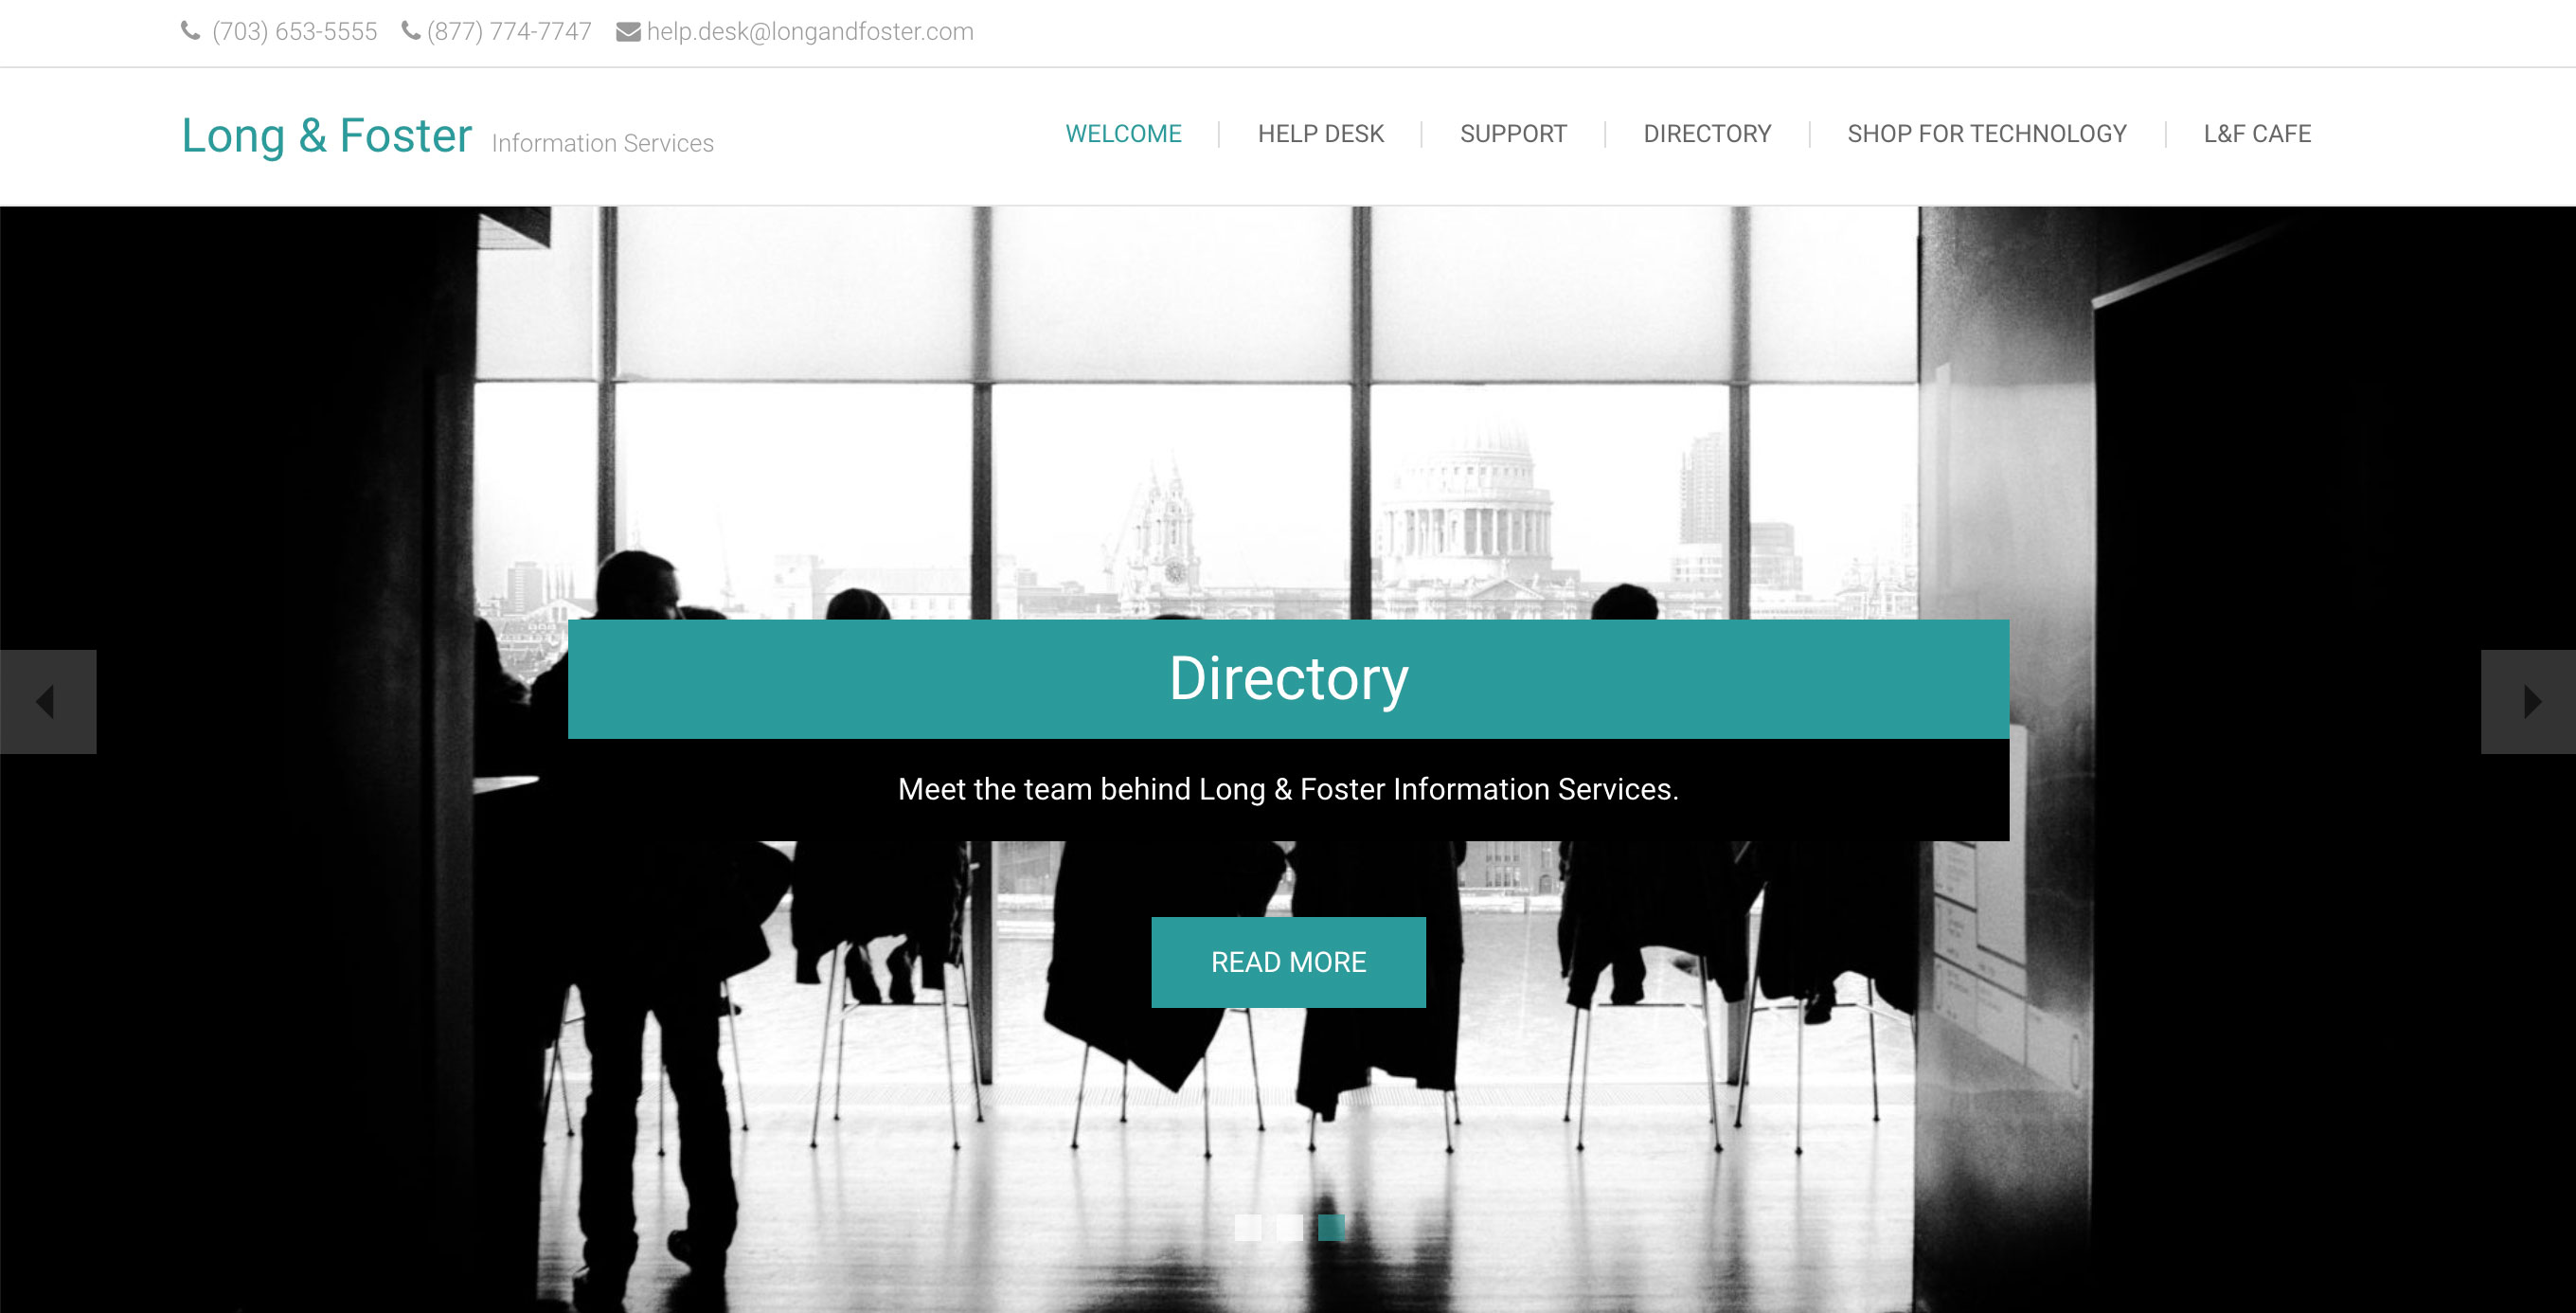 (703) 653-5555 (877) 774-7747 help.desk@longandfoster.com
Long & Foster Information Services
WELCOME HELP DESK SUPPORT DIRECTORY SHOP FOR TECHNOLOGY L&F CAFE
Directory
Meet the team behind Long & Foster Information Services.
READ MORE